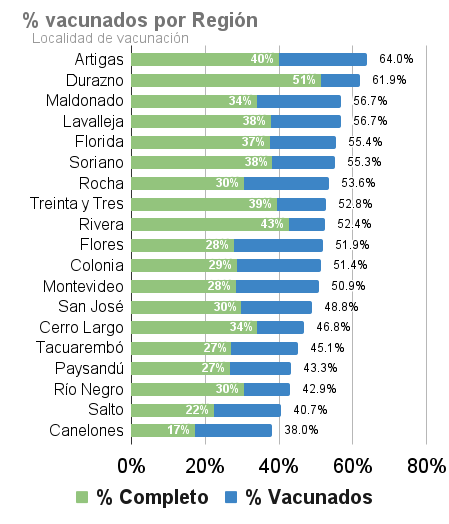 % vacunados por Región
Localidad de vacunación
Artigas 40% 64.0%
Durazno 51% 61.9%
Maldonado 34% 56.7%
Lavalleja 38% 56.7%
Florida 37% 55.4%
Soriano 38% 55.3%
Rocha 30% 53.6%
Treinta y Tres 39% 52.8%
Rivera 43% 52.4%
Flores 28% 51.9%
Colonia 29% 51.4%
Montevideo 28% 50.9%
San José 30% 48.8%
Cerro Largo 34% 46.8%
Tacuarembó 27% 45.1%
Paysandú 27% 43.3%
Río Negro 30% 42.9%
Salto 22% 40.7%
Canelones 17% 38.0%
0% 20% 40% 60% 80%
% Completo % Vacunados